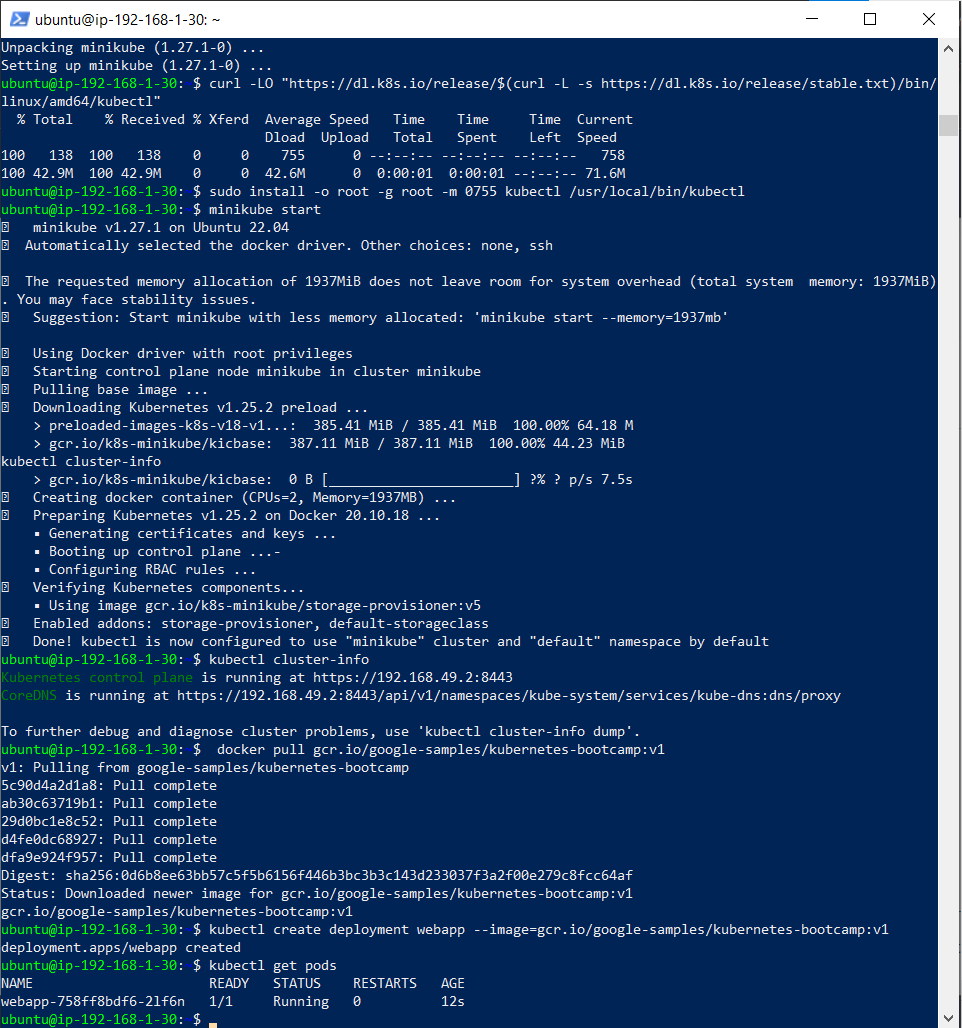 ubuntu@ip-192-168-1-30: ~
Unpacking minikube (1.27.1-0) ...
Setting up minikube (1.27.1-0) ...
ubuntu@ip-192-168-1-30:~$ curl -LO "https://dl.k8s.io/release/$(curl -L -s https://dl.k8s.io/release/stable.txt)/bin/
linux/amd64/kubectl"
  % Total    % Received % Xferd  Average Speed   Time    Time     Time  Current
                                 Dload  Upload   Total   Spent    Left  Speed
100   138  100   138    0     0    755      0 --:--:-- --:--:-- --:--:--   758
100 42.9M  100 42.9M    0     0  42.6M      0  0:00:01  0:00:01 --:--:-- 71.6M
ubuntu@ip-192-168-1-30:~$ sudo install -o root -g root -m 0755 kubectl /usr/local/bin/kubectl
ubuntu@ip-192-168-1-30:~$ minikube start
minikube v1.27.1 on Ubuntu 22.04
Automatically selected the docker driver. Other choices: none, ssh
The requested memory allocation of 1937MiB does not leave room for system overhead (total system  memory: 1937MiB)
. You may face stability issues.
Suggestion: Start minikube with less memory allocated: 'minikube start --memory=1937mb'
Using Docker driver with root privileges
Starting control plane node minikube in cluster minikube
Pulling base image ...
Downloading Kubernetes v1.25.2 preload ...
    > preloaded-images-k8s-v18-v1...:  385.41 MiB / 385.41 MiB  100.00% 64.18 M
    > gcr.io/k8s-minikube/kicbase:  387.11 MiB / 387.11 MiB  100.00% 44.23 MiB
kubectl cluster-info
    > gcr.io/k8s-minikube/kicbase:  0 B [_______________________] ?% ? p/s 7.5s
Creating docker container (CPUs=2, Memory=1937MB) ...
Preparing Kubernetes v1.25.2 on Docker 20.10.18 ...
    ▪ Generating certificates and keys ...
    ▪ Booting up control plane ...-
    ▪ Configuring RBAC rules ...
Verifying Kubernetes components...
    ▪ Using image gcr.io/k8s-minikube/storage-provisioner:v5
Enabled addons: storage-provisioner, default-storageclass
Done! kubectl is now configured to use "minikube" cluster and "default" namespace by default
ubuntu@ip-192-168-1-30:~$ kubectl cluster-info
Kubernetes control plane is running at https://192.168.49.2:8443
CoreDNS is running at https://192.168.49.2:8443/api/v1/namespaces/kube-system/services/kube-dns:dns/proxy
To further debug and diagnose cluster problems, use 'kubectl cluster-info dump'.
ubuntu@ip-192-168-1-30:~$  docker pull gcr.io/google-samples/kubernetes-bootcamp:v1
v1: Pulling from google-samples/kubernetes-bootcamp
5c90d4a2d1a8: Pull complete
ab30c63719b1: Pull complete
29d0bc1e8c52: Pull complete
d4fe0dc68927: Pull complete
dfa9e924f957: Pull complete
Digest: sha256:0d6b8ee63bb57c5f5b6156f446b3bc3b3c143d233037f3a2f00e279c8fcc64af
Status: Downloaded newer image for gcr.io/google-samples/kubernetes-bootcamp:v1
gcr.io/google-samples/kubernetes-bootcamp:v1
ubuntu@ip-192-168-1-30:~$ kubectl create deployment webapp --image=gcr.io/google-samples/kubernetes-bootcamp:v1
deployment.apps/webapp created
ubuntu@ip-192-168-1-30:~$ kubectl get pods
NAME                      READY   STATUS    RESTARTS   AGE
webapp-758ff8bdf6-2lf6n   1/1     Running   0          12s
ubuntu@ip-192-168-1-30:~$